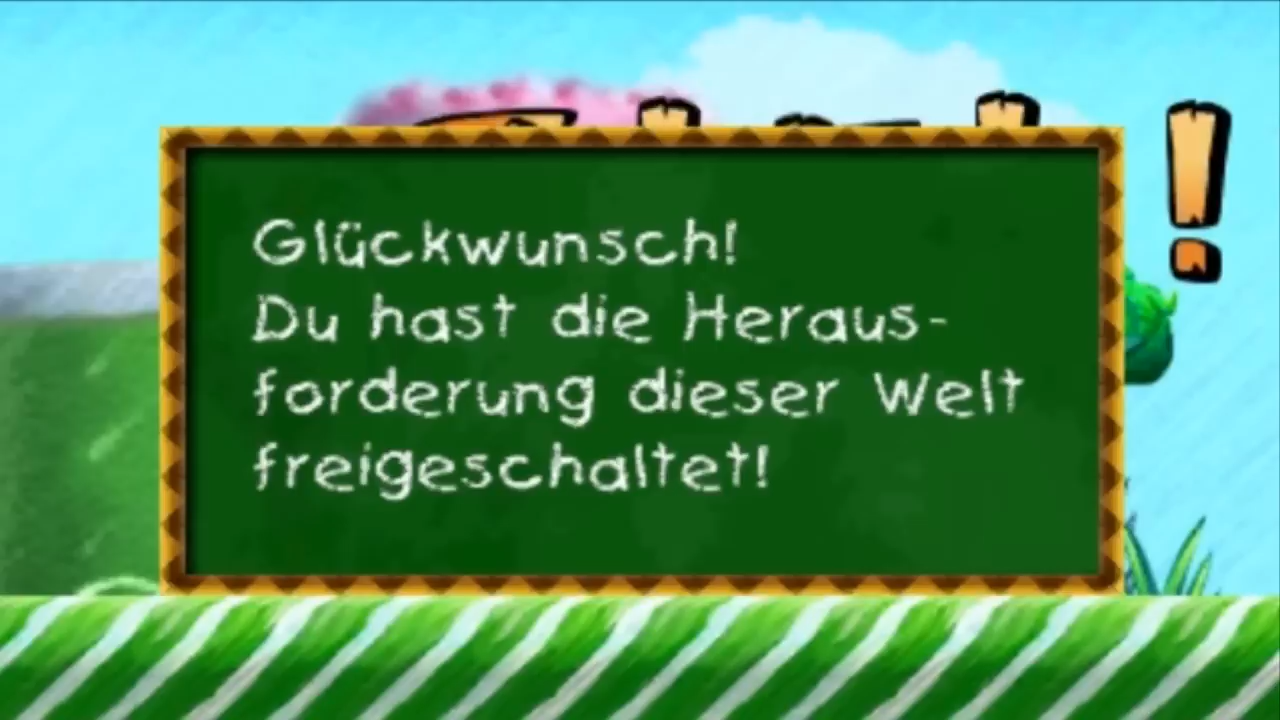 Glückwunsch!
Du hast die Heraus-
forderung dieser Welt
freigeschaltet!
!